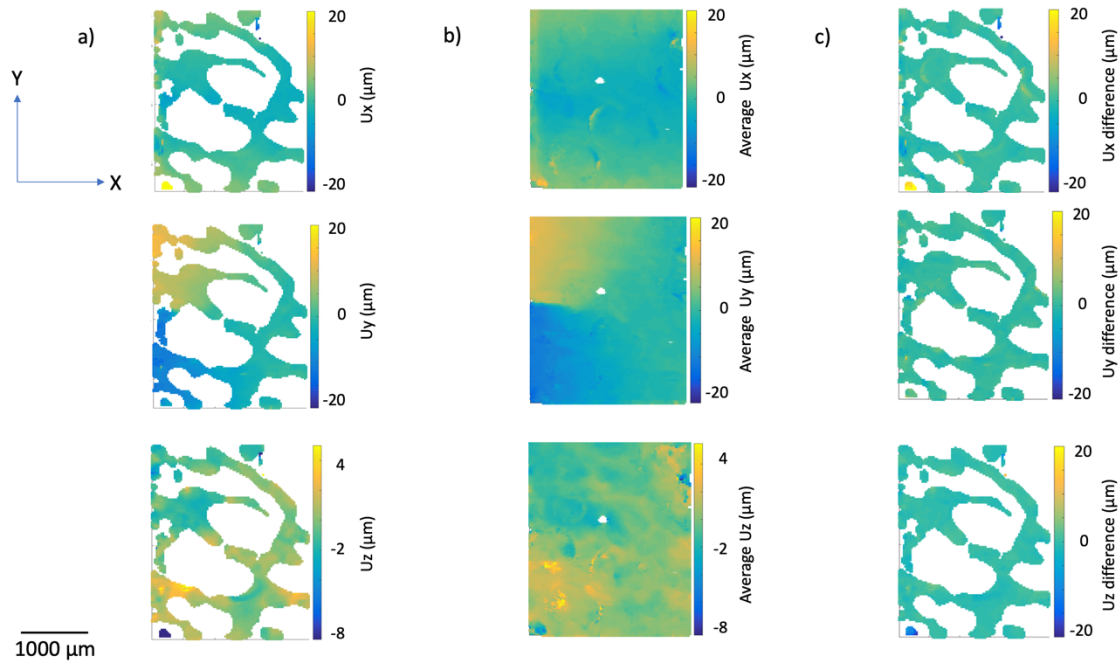 a)
20
0
-20
Ux (µm)
b)
20
0
-20
Average Ux (µm)
c)
20
0
-20
Ux difference (µm)
Y
X
20
0
-20
Uy (µm)
20
0
-20
Average Uy (µm)
20
0
-20
Uy difference (µm)
4
-2
-8
Uz (µm)
4
-2
-8
Average Uz (µm)
20
0
-20
Uz difference (µm)
1000 µm